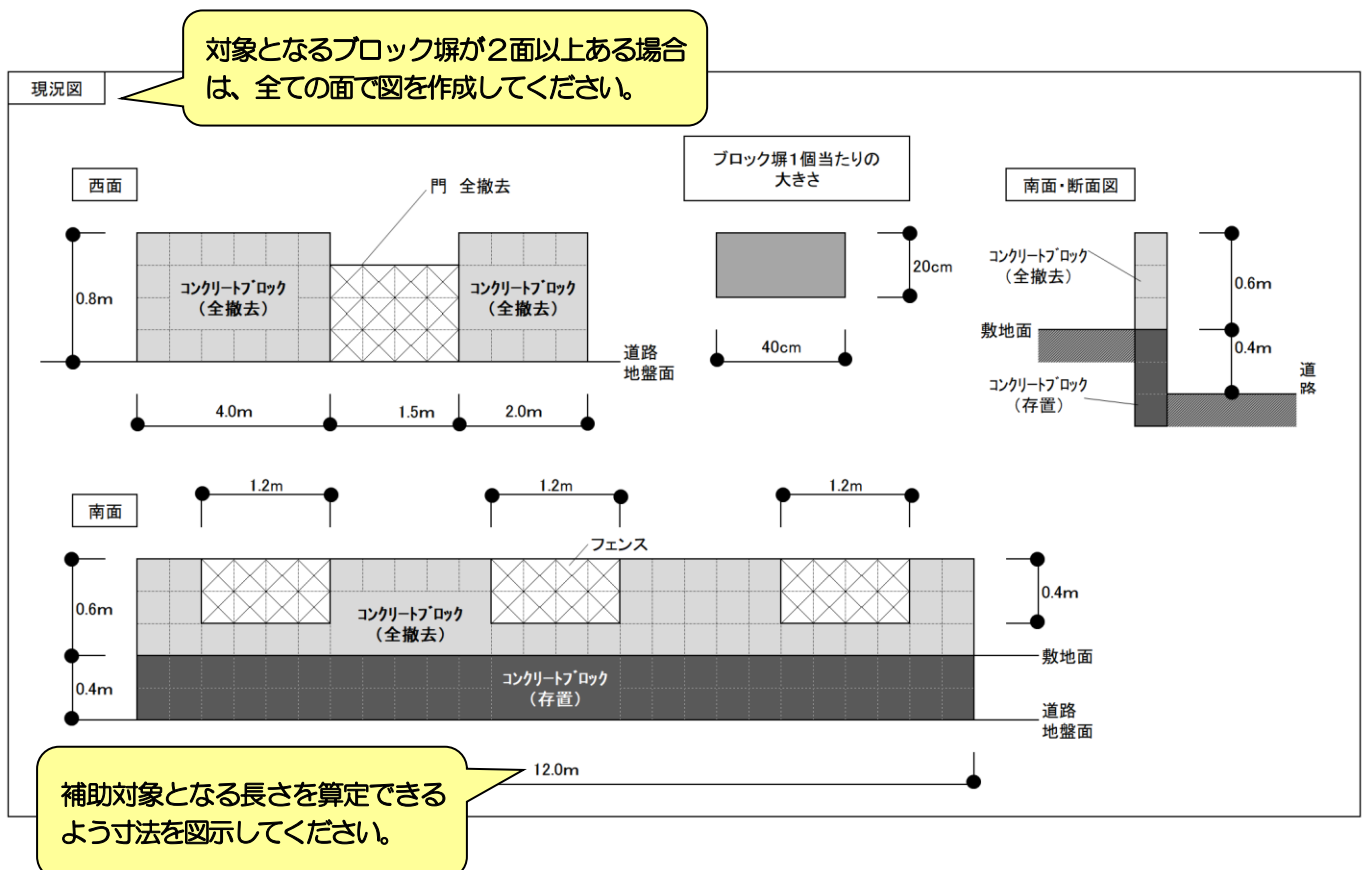 対象となるブロック塀が２面以上ある場合
は、全ての面で図を作成してください。
現況図
西面
門 全撤去
0.8m
コンクリートブロック
（全撤去）
コンクリートブロック
（全撤去）
道路
地盤面
4.0m
1.5m
2.0m
ブロック塀１個当たりの
大きさ
20cm
40cm
南面・断面図
コンクリートブロック
（全撤去）
0.6m
敷地面
0.4m
コンクリートブロック
（存置）
道
路
南面
1.2m
1.2m
1.2m
フェンス
0.6m
コンクリートブロック
（全撤去）
0.4m
敷地面
0.4m
コンクリートブロック
（存置）
道路
地盤面
12.0m
補助対象となる長さを算定できる
よう寸法を図示してください。